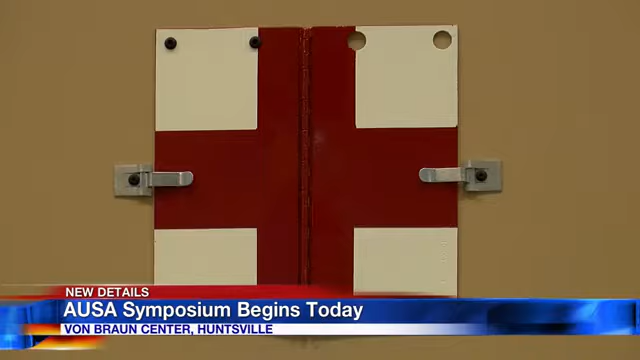 NEW DETAILS
AUSA Symposium Begins Today
VON BRAUN CENTER, HUNTSVILLE